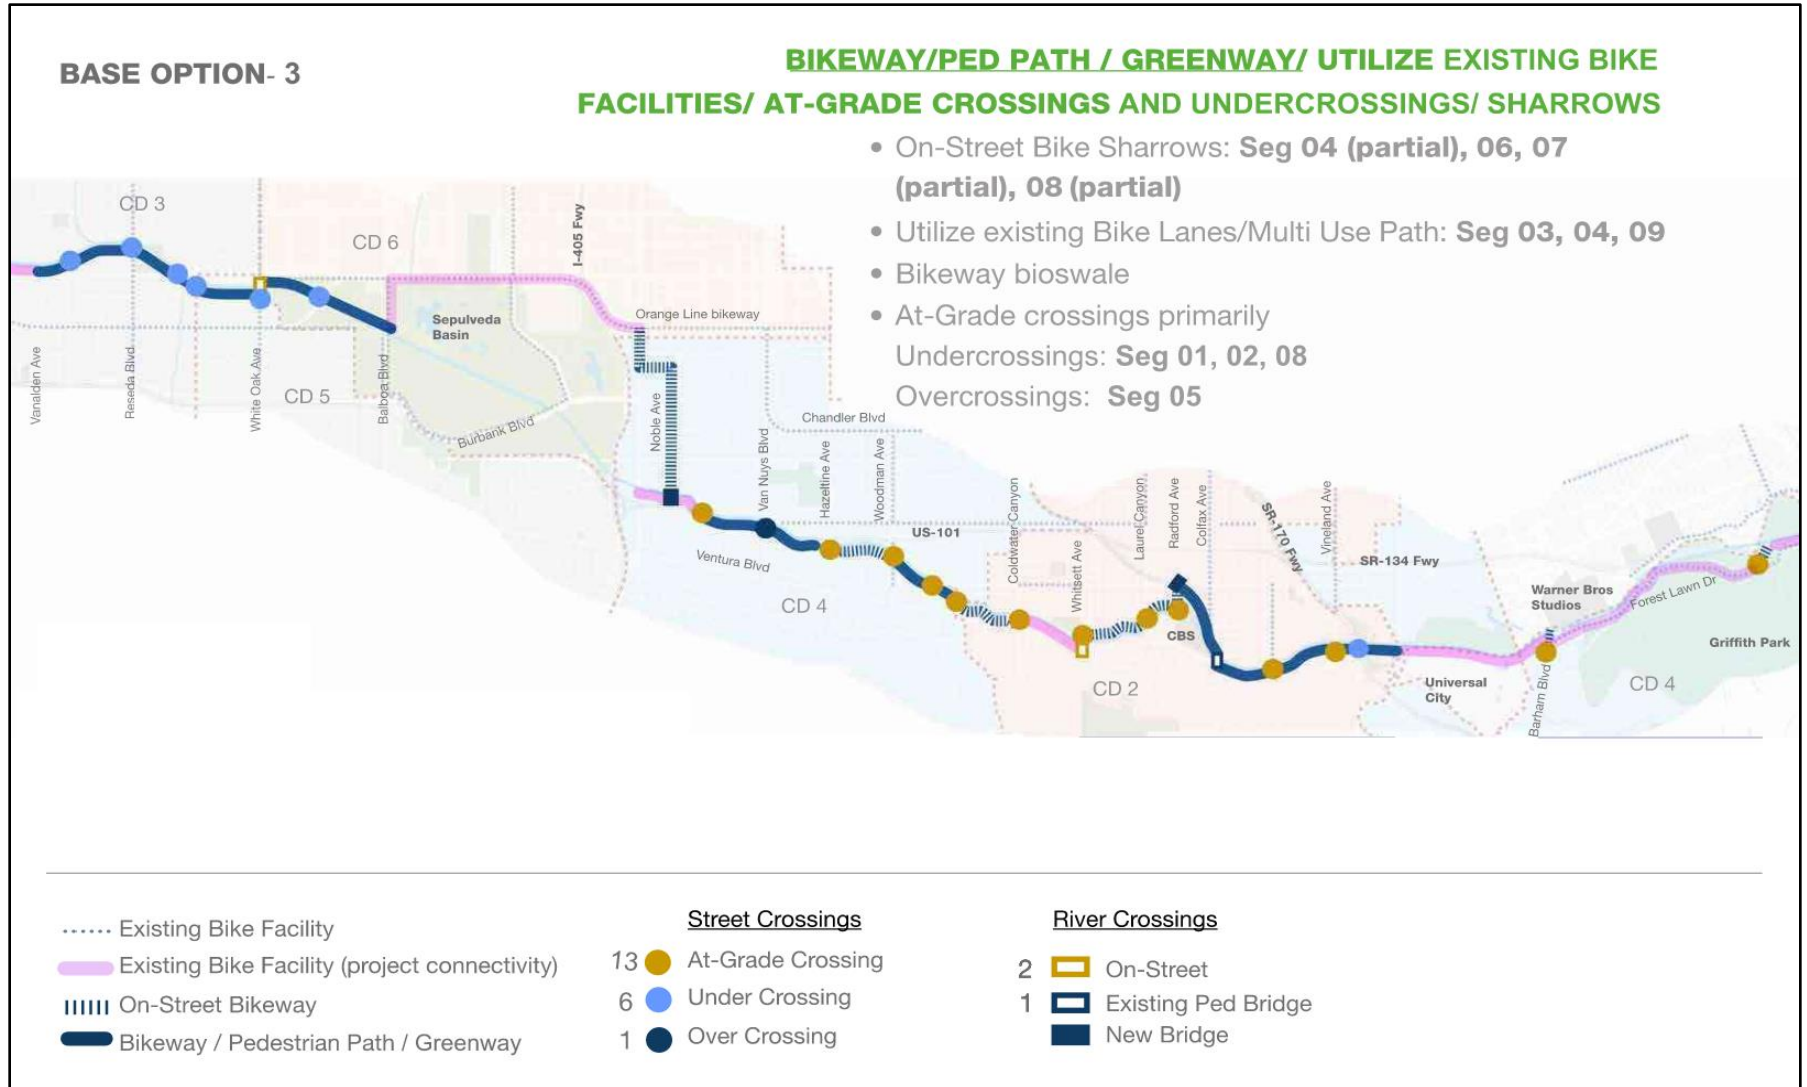 BASE OPTION- 3
BIKEWAY/PED PATH / GREENWAY/ UTILIZE EXISTING BIKE
FACILITIES/ AT-GRADE CROSSINGS AND UNDERCROSSINGS/ SHARROWS
• On-Street Bike Sharrows: Seg 04 (partial), 06, 07
(partial), 08 (partial)
• Utilize existing Bike Lanes/Multi Use Path: Seg 03, 04, 09
• Bikeway bioswale
• At-Grade crossings primarily
Undercrossings: Seg 01, 02, 08
Overcrossings: Seg 05
CD 3
CD 6
I-405 Fwy
Sepulveda
Basin
Orange Line bikeway
Vanalden Ave
Reseda Blvd
White Oak Ave
CD 5
Balboa Blvd
Burbank Blvd
Noble Ave
Van Nuys Blvd
Chandler Blvd
Hazeltine Ave
Woodman Ave
US-101
Ventura Blvd
CD 4
Coldwater Canyon
Whitsett Ave
Laurel Canyon
Radford Ave
Colfax Ave
SR-170 Fwy
Vineland Ave
SR-134 Fwy
CBS
CD 2
Warner Bros
Studios
Forest Lawn Dr
Griffith Park
Universal
City
Barham Blvd
CD 4
Existing Bike Facility
Existing Bike Facility (project connectivity)
On-Street Bikeway
Bikeway / Pedestrian Path / Greenway
Street Crossings
13 At-Grade Crossing
6 Under Crossing
1 Over Crossing
River Crossings
2 On-Street
1 Existing Ped Bridge
New Bridge